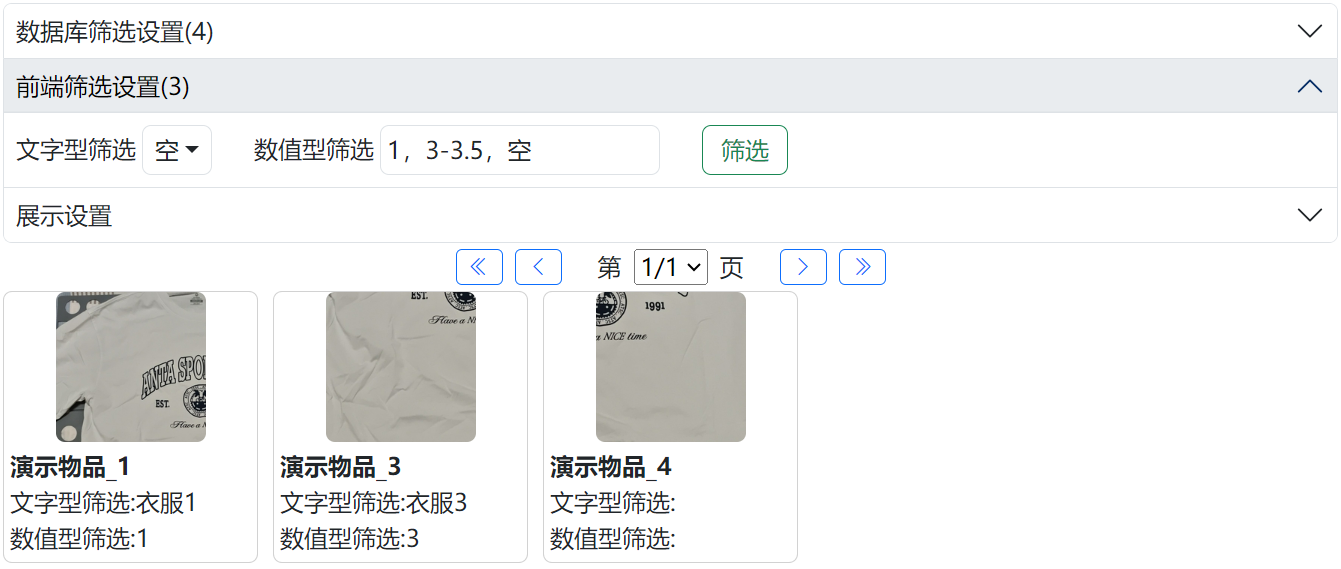 数据库筛选设置(4)
前端筛选设置(3)
文字型筛选 空 数值型筛选 1，3-3.5，空 筛选
展示设置
第 1/1 页
ANTA SPO
EST.
Have a NI
EST.
Have a NI
1991
a NICE time
演示物品_1
文字型筛选:衣服1
数值型筛选:1
演示物品_3
文字型筛选:衣服3
数值型筛选:3
演示物品_4
文字型筛选:
数值型筛选: